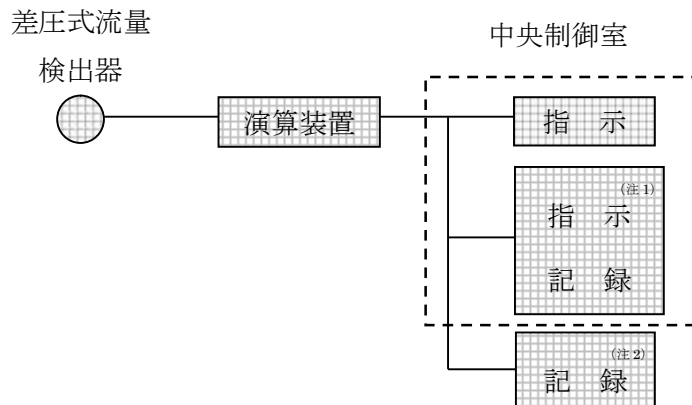 差圧式流量
検出器
中央制御室
演算装置
指 示
(注1)
指 示
記 録
(注2)
記 録